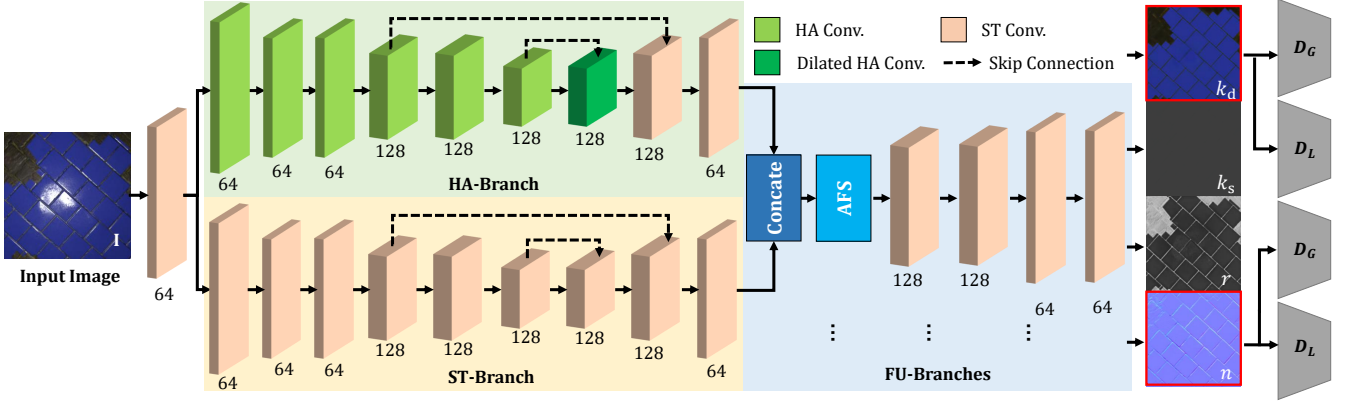 HA Conv.
ST Conv.
Dilated HA Conv.
Skip Connection
I
Input Image
64
64
64
64
128
128
128
128
128
64
HA-Branch
64
64
64
128
128
128
128
128
64
ST-Branch
Concate
AFS
128
128
64
64
...
...
...
FU-Branches
k_d
k_s
r
n
D_G
D_L
D_G
D_L